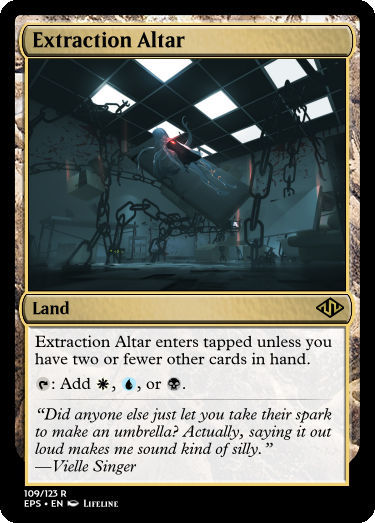 Extraction Altar
Land
Extraction Altar enters tapped unless you
have two or fewer other cards in hand.
: Add , , or .
“Did anyone else just let you take their spark
to make an umbrella? Actually, saying it out
loud makes me sound kind of silly.”
—Vielle Singer
109/123 R
EPS • EN Lifeline